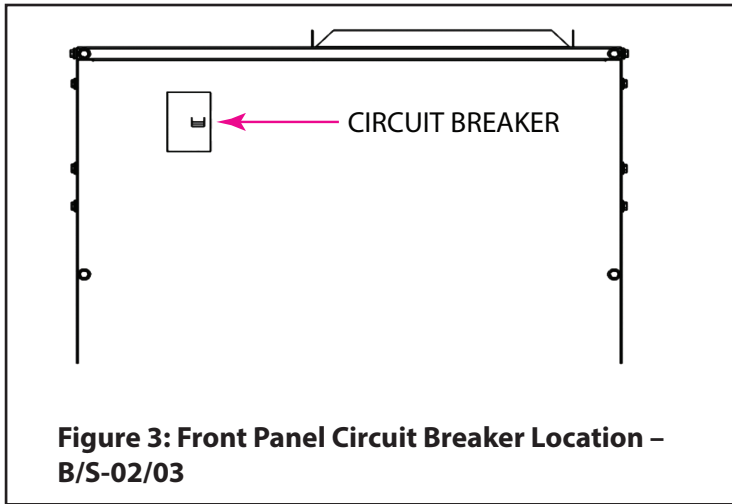 CIRCUIT BREAKER
Figure 3: Front Panel Circuit Breaker Location –
B/S-02/03